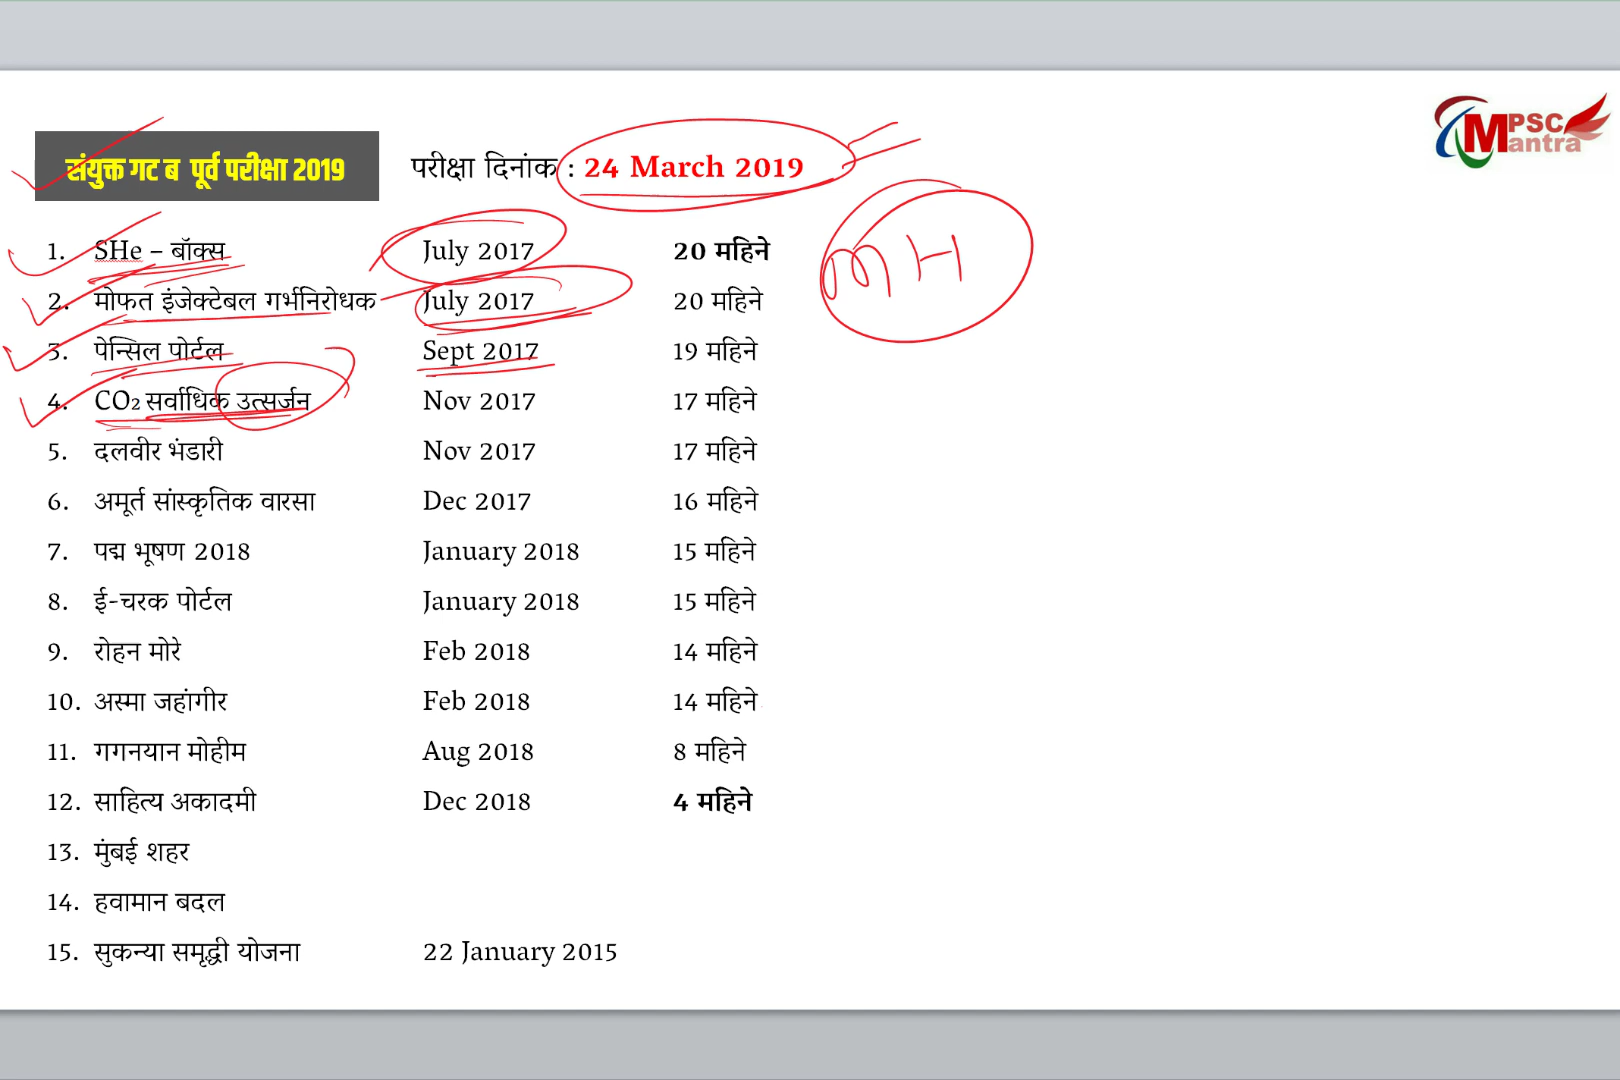 MPSC
Mantra
संयुक्त गट ब पूर्व परीक्षा 2019 परीक्षा दिनांक : 24 March 2019
1. SHe – बॉक्स July 2017 20 महिने
MH
2. मोफत इंजेक्टेबल गर्भनिरोधक July 2017 20 महिने
3. पेन्सिल पोर्टल Sept 2017 19 महिने
4. CO₂ सर्वाधिक उत्सर्जन Nov 2017 17 महिने
5. दलवीर भंडारी Nov 2017 17 महिने
6. अमूर्त सांस्कृतिक वारसा Dec 2017 16 महिने
7. पद्म भूषण 2018 January 2018 15 महिने
8. ई-चरक पोर्टल January 2018 15 महिने
9. रोहन मोरे Feb 2018 14 महिने
10. अस्मा जहांगीर Feb 2018 14 महिने
11. गगनयान मोहीम Aug 2018 8 महिने
12. साहित्य अकादमी Dec 2018 4 महिने
13. मुंबई शहर
14. हवामान बदल
15. सुकन्या समृद्धी योजना 22 January 2015